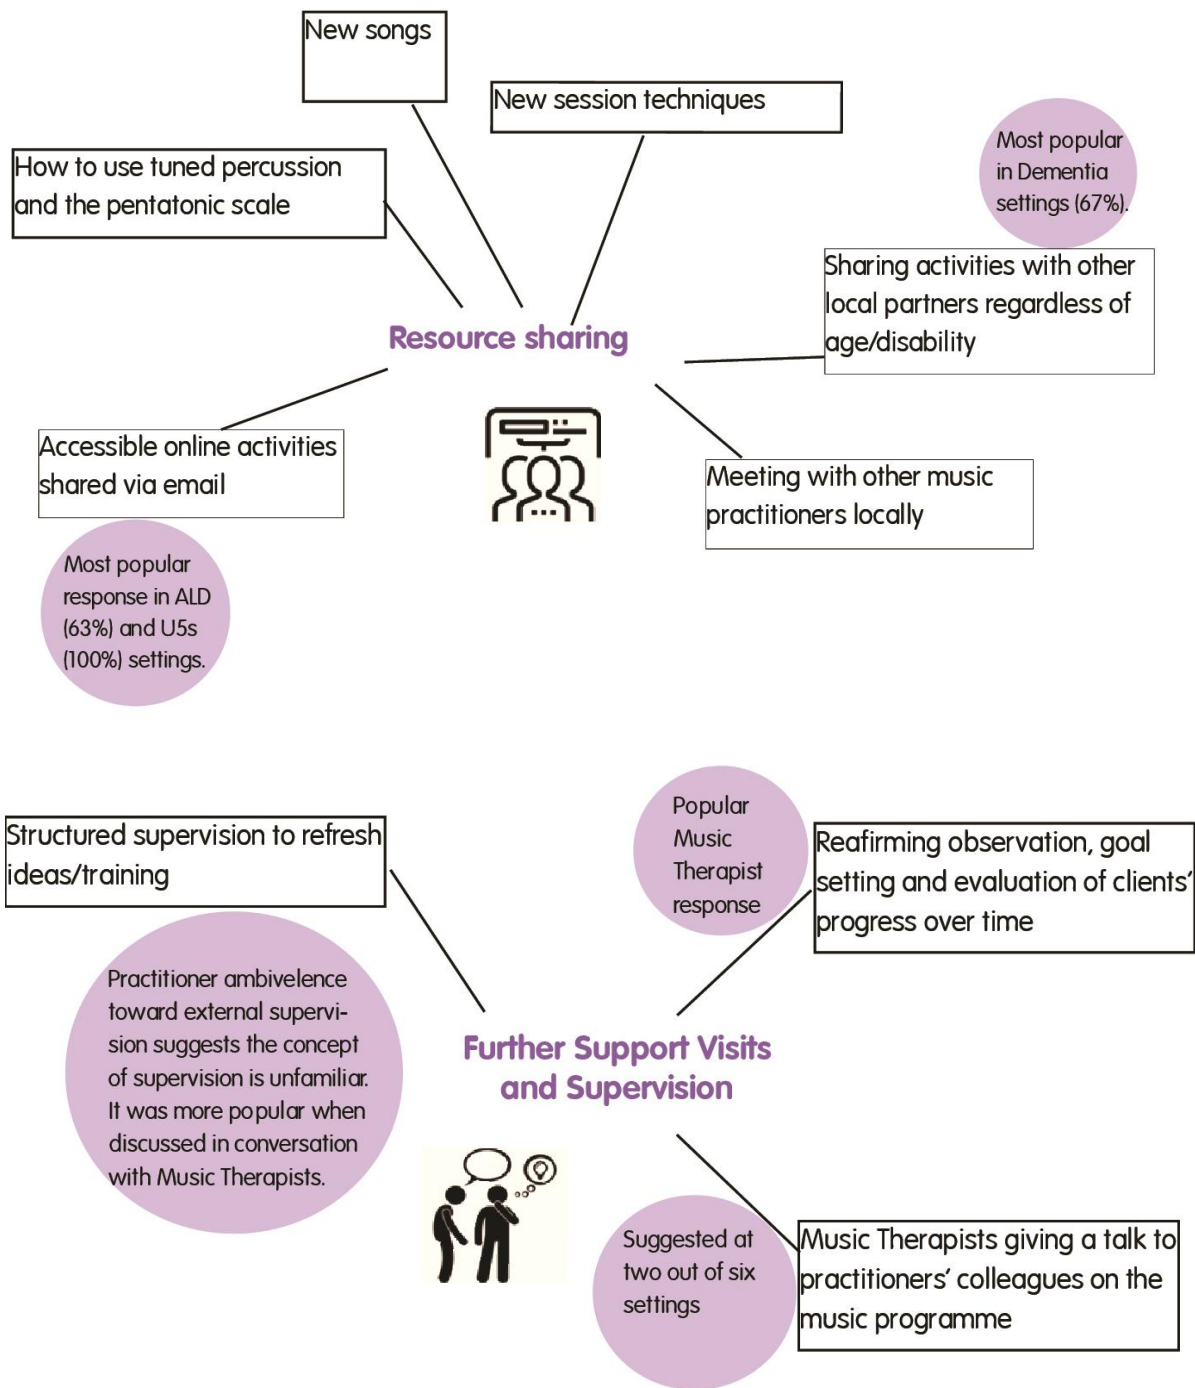 New songs
New session techniques
How to use tuned percussion
and the pentatonic scale
Most popular
in Dementia
settings (67%).
Sharing activities with other
local partners regardless of
age/disability
Resource sharing
Accessible online activities
shared via email
Meeting with other music
practitioners locally
Most popular
response in ALD
(63%) and U5s
(100%) settings.
Structured supervision to refresh
ideas/training
Popular
Music
Therapist
response
Reafirming observation, goal
setting and evaluation of clients’
progress over time
Practitioner ambivelence
toward external supervi-
sion suggests the concept
of supervision is unfamiliar.
It was more popular when
discussed in conversation
with Music Therapists.
Further Support Visits
and Supervision
Suggested at
two out of six
settings
Music Therapists giving a talk to
practitioners’ colleagues on the
music programme